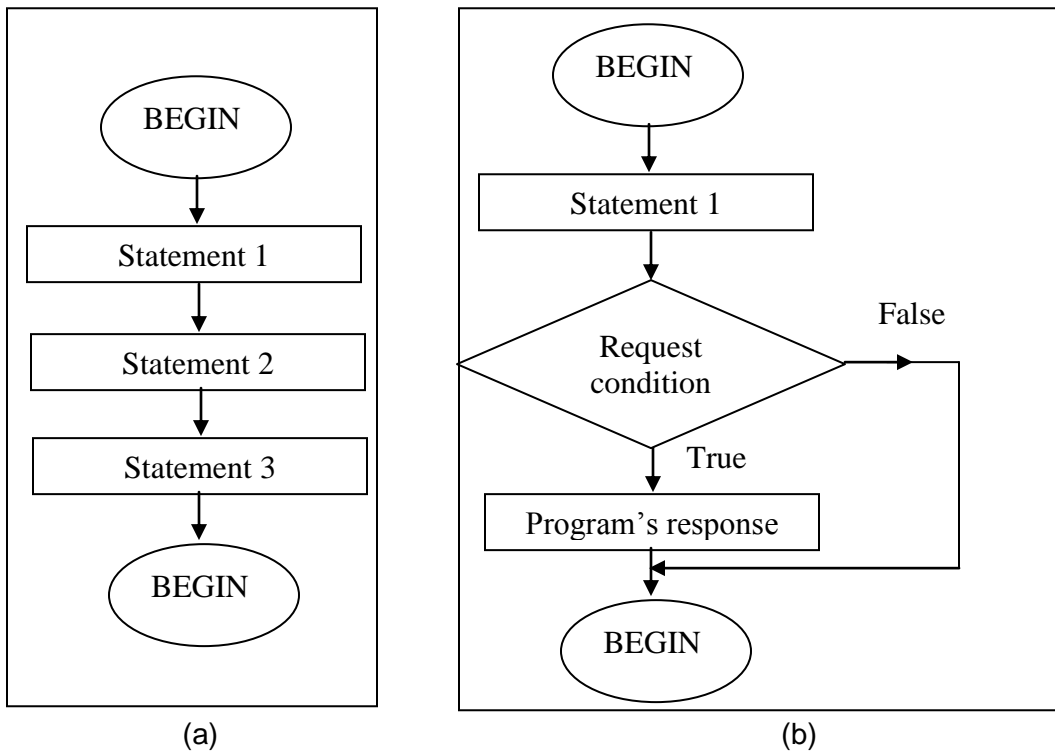 BEGIN
Statement 1
Statement 2
Statement 3
BEGIN
(a)
BEGIN
Statement 1
Request
condition
False
True
Program’s response
BEGIN
(b)